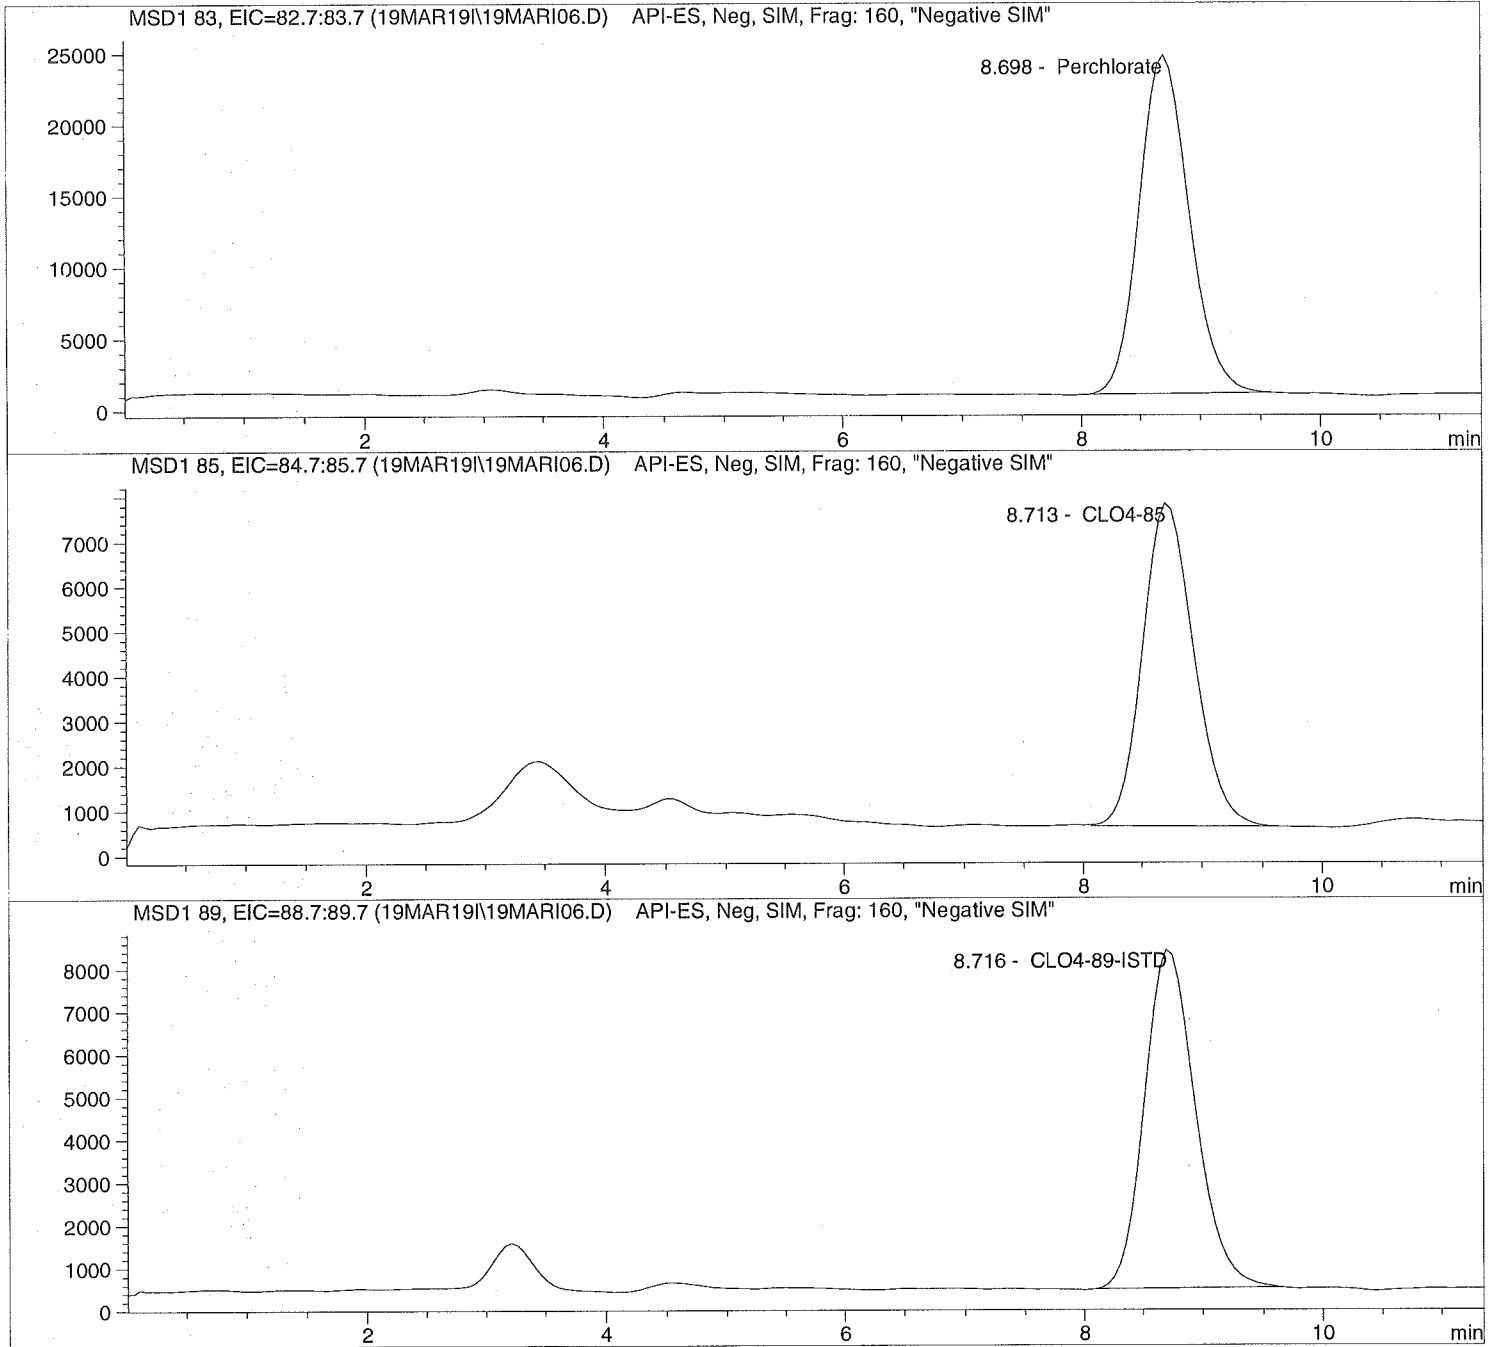 MSD1 83, EIC=82.7:83.7 (19MAR19I\19MARI06.D) API-ES, Neg, SIM, Frag: 160, "Negative SIM"
25000
8.698 - Perchlorate
20000
15000
10000
5000
0
2 4 6 8 10 min
MSD1 85, EIC=84.7:85.7 (19MAR19I\19MARI06.D) API-ES, Neg, SIM, Frag: 160, "Negative SIM"
8.713 - CLO4-85
7000
6000
5000
4000
3000
2000
1000
0
2 4 6 8 10 min
MSD1 89, EIC=88.7:89.7 (19MAR19I\19MARI06.D) API-ES, Neg, SIM, Frag: 160, "Negative SIM"
8.716 - CLO4-89-ISTD
8000
7000
6000
5000
4000
3000
2000
1000
0
2 4 6 8 10 min